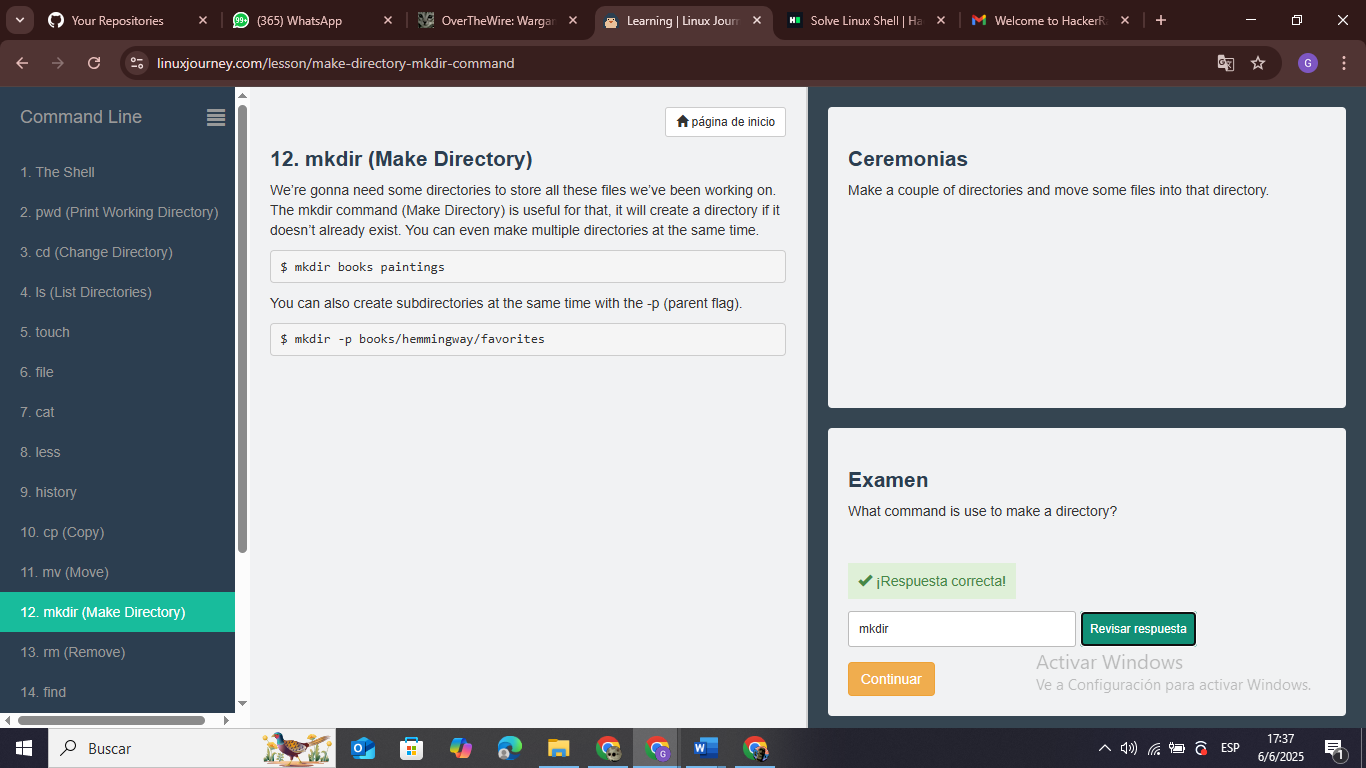 Your Repositories
99+
(365) WhatsApp
OverTheWire: Wargar
Learning | Linux Journ
Solve Linux Shell | Ha
Welcome to HackerRa
linuxjourney.com/lesson/make-directory-mkdir-command
G
Command Line
1. The Shell
2. pwd (Print Working Directory)
3. cd (Change Directory)
4. ls (List Directories)
5. touch
6. file
7. cat
8. less
9. history
10. cp (Copy)
11. mv (Move)
12. mkdir (Make Directory)
13. rm (Remove)
14. find
página de inicio
12. mkdir (Make Directory)
We're gonna need some directories to store all these files we've been working on.
The mkdir command (Make Directory) is useful for that, it will create a directory if it
doesn't already exist. You can even make multiple directories at the same time.
$ mkdir books paintings
You can also create subdirectories at the same time with the -p (parent flag).
$ mkdir -p books/hemmingway/favorites
Ceremonias
Make a couple of directories and move some files into that directory.
Examen
What command is use to make a directory?
¡Respuesta correcta!
mkdir
Revisar respuesta
Continuar
Activar Windows
Ve a Configuración para activar Windows.
Buscar
ESP
17:37
6/6/2025
1